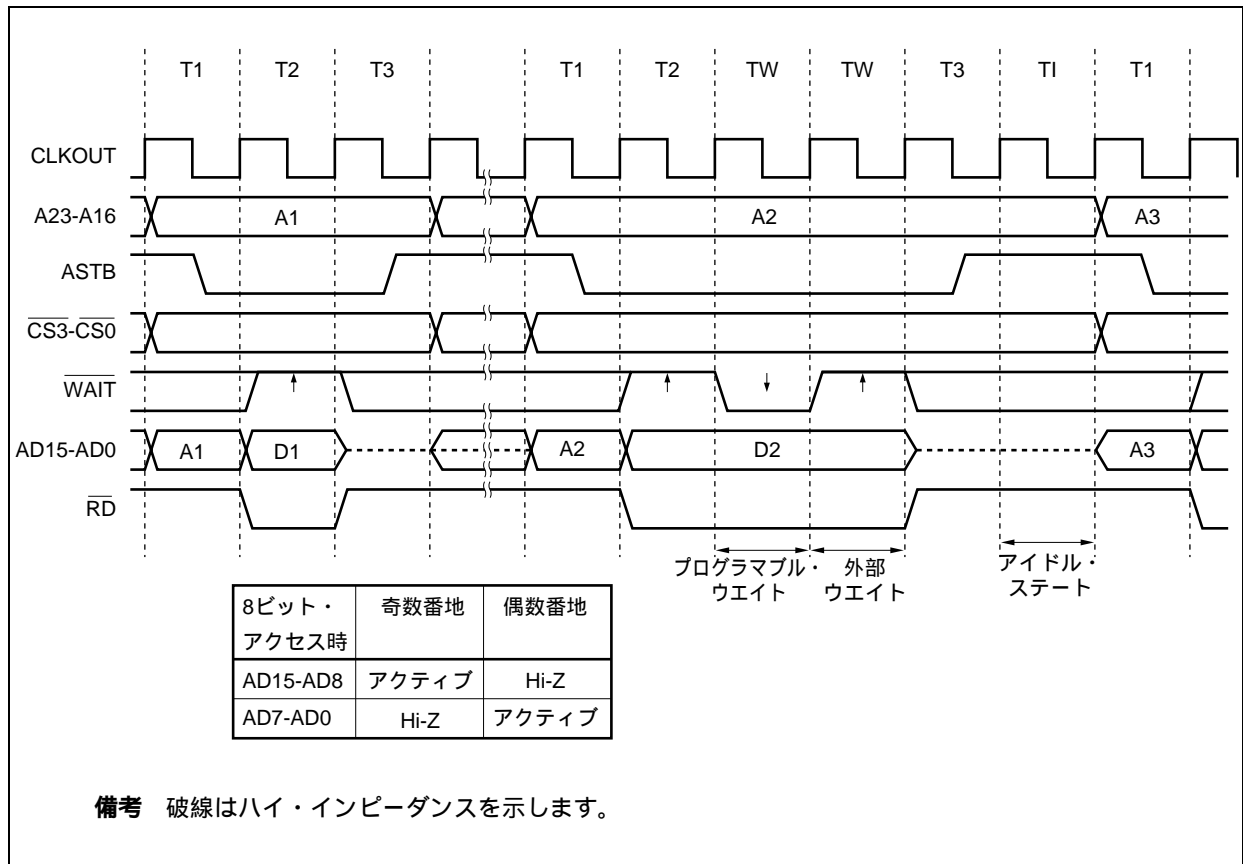 T1 T2 T3 T1 T2 TW TW T3 TI T1
CLKOUT
A23-A16 A1 A2 A3
ASTB
CS3-CS0
WAIT
AD15-AD0 A1 D1 A2 D2 A3
RD
プログラマブル・ 外部 アイドル・
ウエイト ウエイト ステート
8ビット・ 奇数番地 偶数番地
アクセス時
AD15-AD8 アクティブ Hi-Z
AD7-AD0 Hi-Z アクティブ
備考 破線はハイ・インピーダンスを示します。